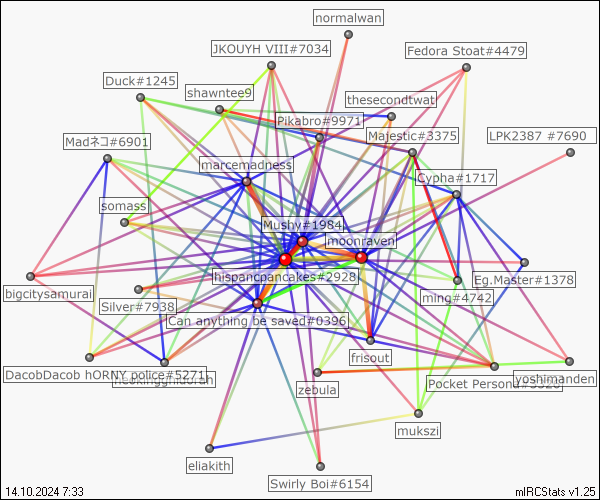 normalwan
JKOUYH VIII#7034
Fedora Stoat#4479
Duck#1245
shawntee9
thesecondtwat
Pikabro#9971
Majestic#3375
LPK2387 #7690
Madネコ#6901
marcemadness
Cypha#1717
somass
Mushy#1984
moonraven
hispancpancakes#2928
Eg.Master#1378
bigcitysamurai
ming#4742
Silver#7938
Can anything be saved#0396
frisout
DacobDacob hORNY police#5271
Pocket Persona
yoshimanden
zebula
mukszi
eliakith
Swirly Boi#6154
14.10.2024 7:33
mIRCStats v1.25